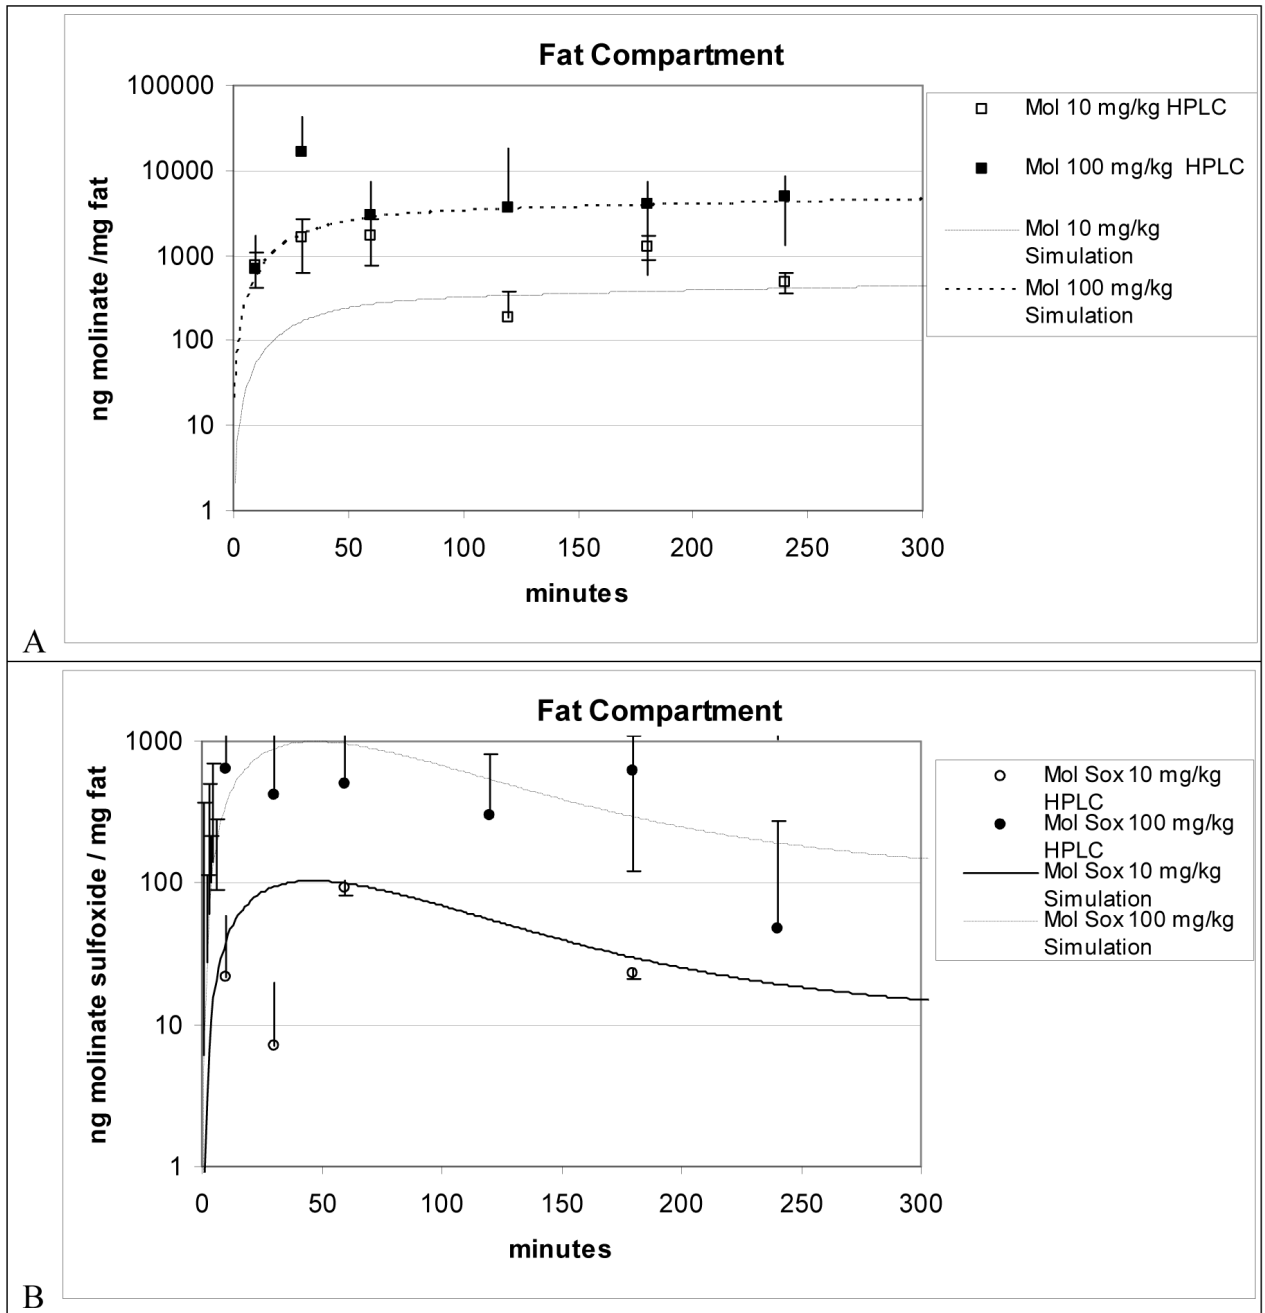 Fat Compartment
100000
10000
1000
100
10
1
0 50 100 150 200 250 300
minutes
ng molinate /mg fat
Mol 10 mg/kg HPLC
Mol 100 mg/kg HPLC
Mol 10 mg/kg
Simulation
Mol 100 mg/kg
Simulation
A
Fat Compartment
1000
100
10
1
0 50 100 150 200 250 300
minutes
ng molinate sulfoxide / mg fat
Mol Sox 10 mg/kg
HPLC
Mol Sox 100 mg/kg
HPLC
Mol Sox 10 mg/kg
Simulation
Mol Sox 100 mg/kg
Simulation
B